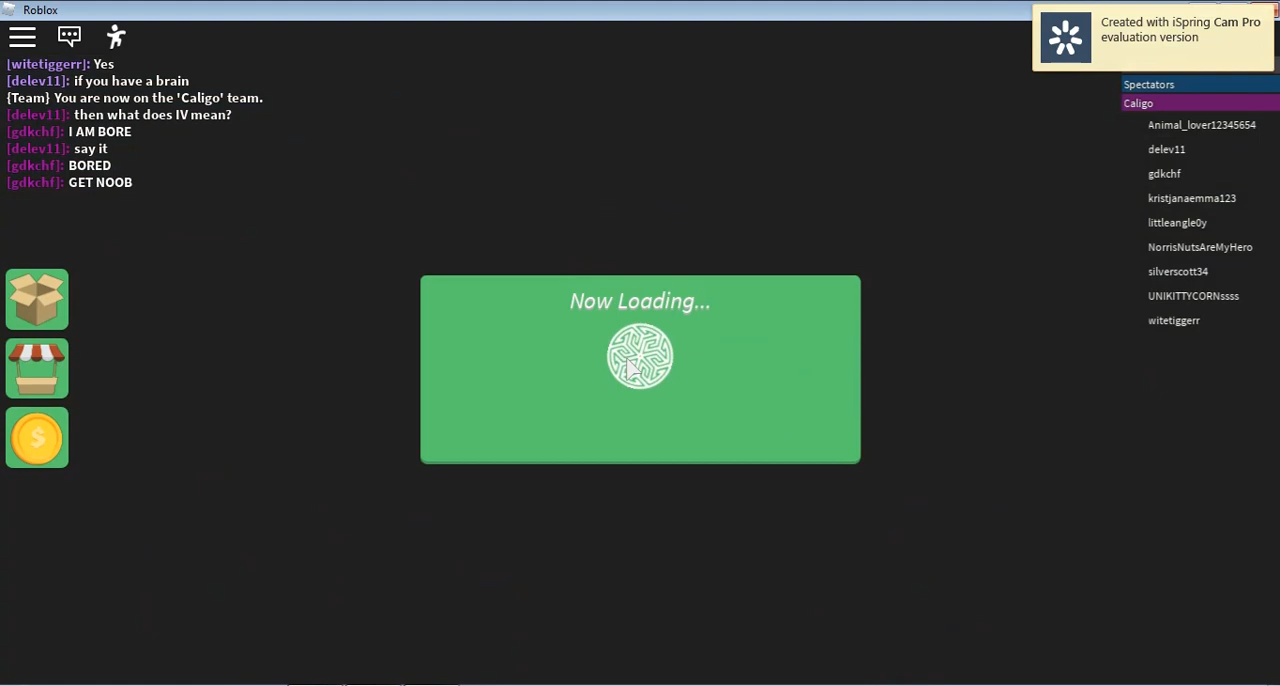 Roblox
Created with iSpring Cam Pro
evaluation version
[witetiggerr]: Yes
[delev11]: if you have a brain
{Team} You are now on the 'Caligo' team.
[delev11]: then what does IV mean?
[gdkchf]: I AM BORE
[delev11]: say it
[gdkchf]: BORED
[gdkchf]: GET NOOB
Spectators
Caligo
Animal_lover12345654
delev11
gdkchf
kristjanaemma123
littleangle0y
NorrisNutsAreMyHero
silverscott34
UNIKITTYCORNssss
witetiggerr
Now Loading...
$